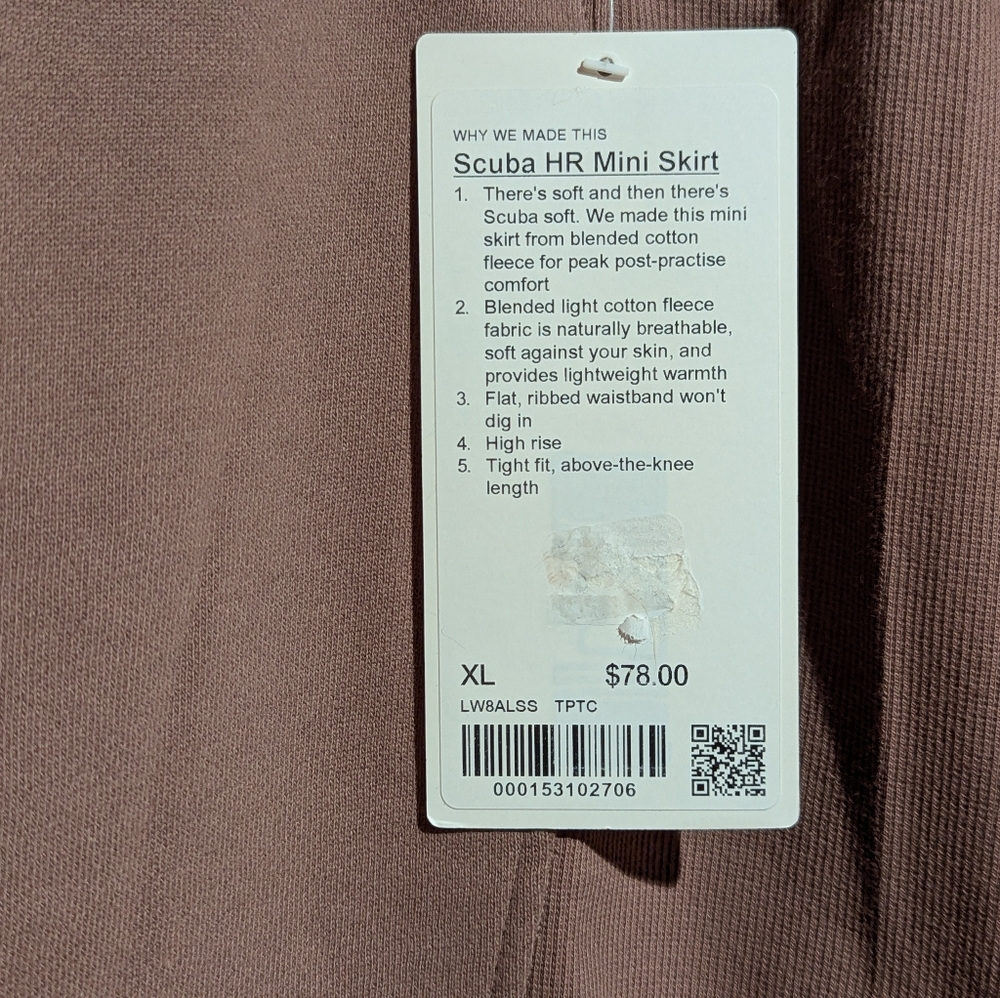 WHY WE MADE THIS
Scuba HR Mini Skirt
1. There's soft and then there's
Scuba soft. We made this mini
skirt from blended cotton
fleece for peak post-practise
comfort
2. Blended light cotton fleece
fabric is naturally breathable,
soft against your skin, and
provides lightweight warmth
3. Flat, ribbed waistband won't
dig in
4. High rise
5. Tight fit, above-the-knee
length
XL $78.00
LW8ALSS TPTC
000153102706